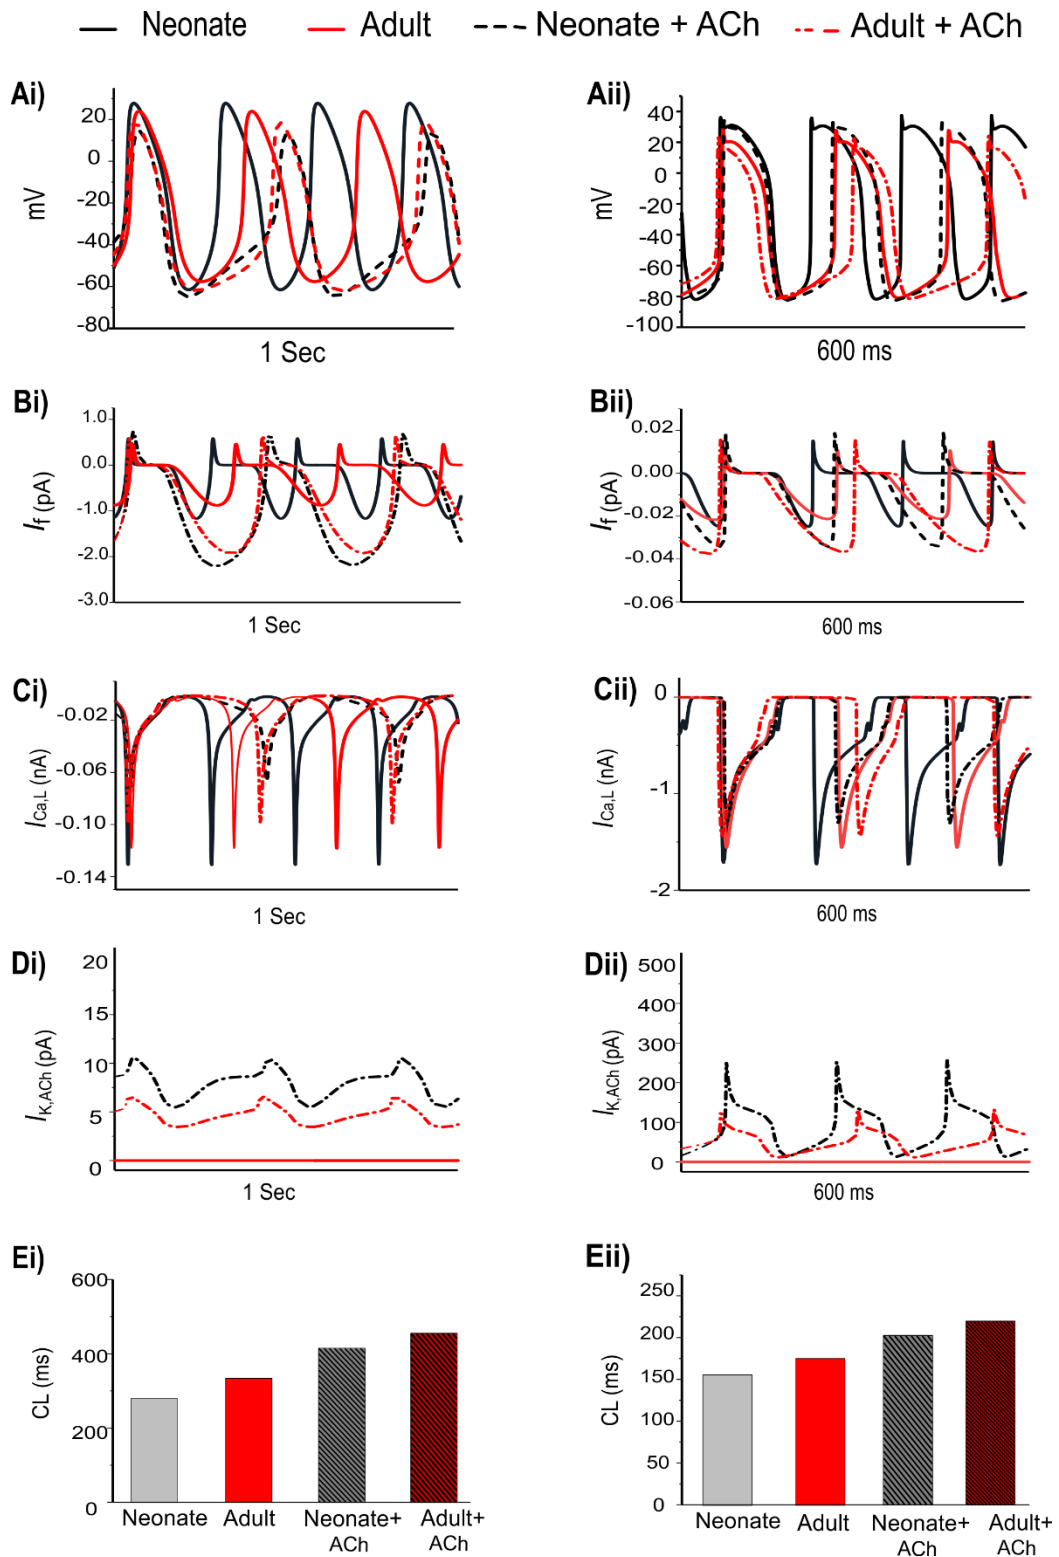 Neonate Adult Neonate + ACh Adult + ACh
Ai)
20
0
-20
-40
-60
-80
mV
1 Sec
Aii)
40
20
0
-20
-40
-60
-80
-100
mV
600 ms
Bi)
1.0
0.0
-1.0
-2.0
-3.0
If (pA)
1 Sec
Bii)
0.02
0.00
-0.02
-0.04
-0.06
If (pA)
600 ms
Ci)
-0.02
-0.06
-0.10
-0.14
ICa,L (nA)
1 Sec
Cii)
0
-1
-2
ICa,L (nA)
600 ms
Di)
20
15
10
5
0
IK,ACh (pA)
1 Sec
Dii)
500
400
300
200
100
0
IK,ACh (pA)
600 ms
Ei)
600
400
200
0
CL (ms)
Neonate Adult Neonate+ Adult+
ACh ACh
Eii)
250
200
150
100
50
0
CL (ms)
Neonate Adult Neonate+ Adult+
ACh ACh